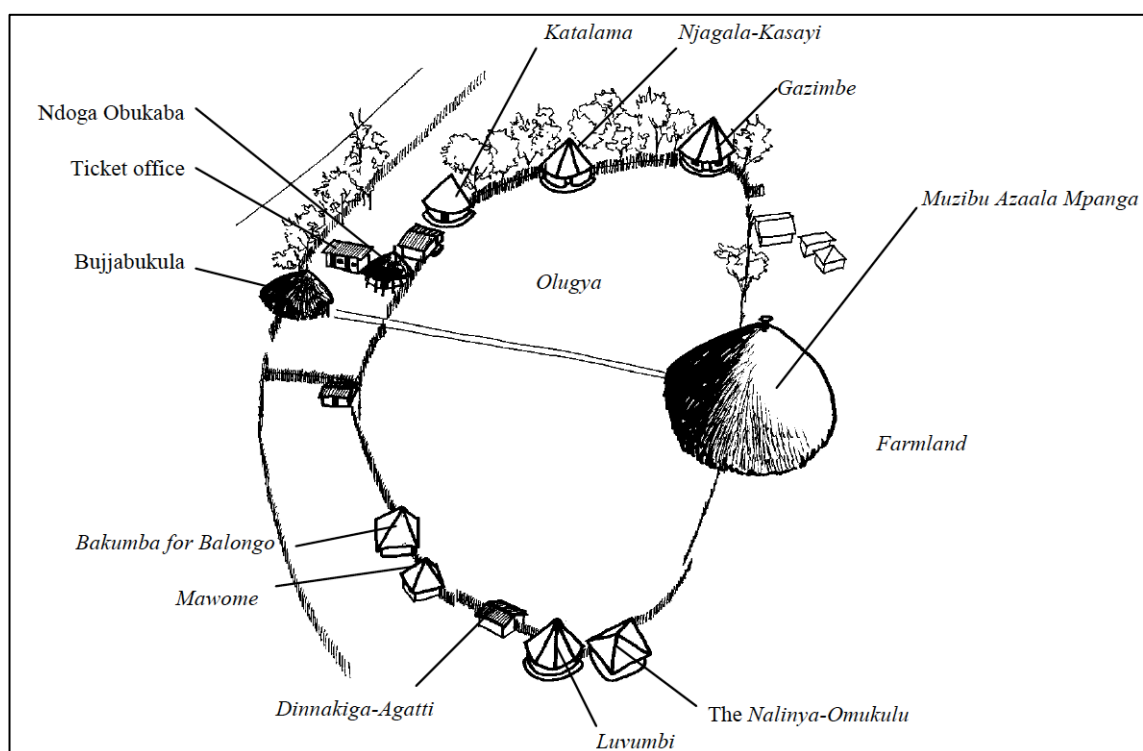 Katalama
Njagala-Kasayi
Gazimbe
Ndoga Obukaba
Ticket office
Muzibu Azaala Mpanga
Bujjabukula
Olugya
Farmland
Bakumba for Balongo
Mawome
Dinnakiga-Agatti
The Nalinya-Omukulu
Luvumbi